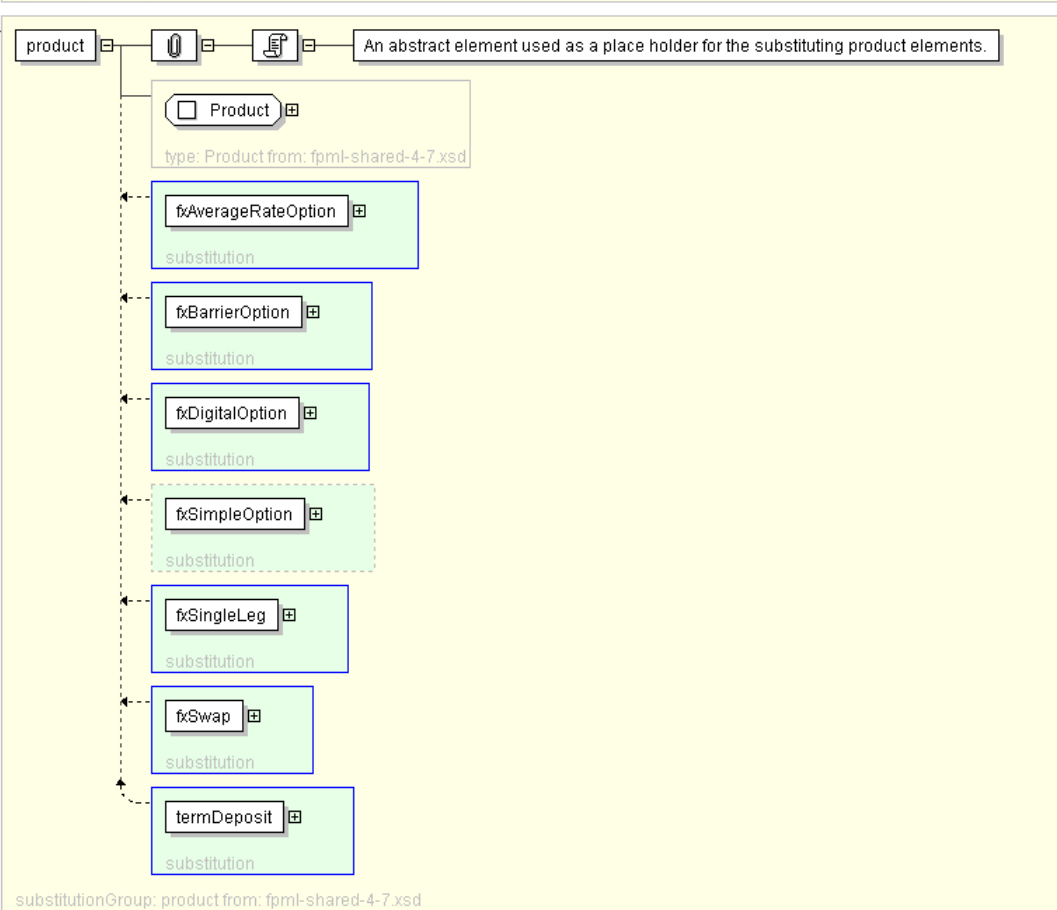 product
An abstract element used as a place holder for the substituting product elements.
Product
type: Product from: fpml-shared-4-7.xsd
fxAverageRateOption
substitution
fxBarrierOption
substitution
fxDigitalOption
substitution
fxSimpleOption
substitution
fxSingleLeg
substitution
fxSwap
substitution
termDeposit
substitution
substitutionGroup: product from: fpml-shared-4-7.xsd